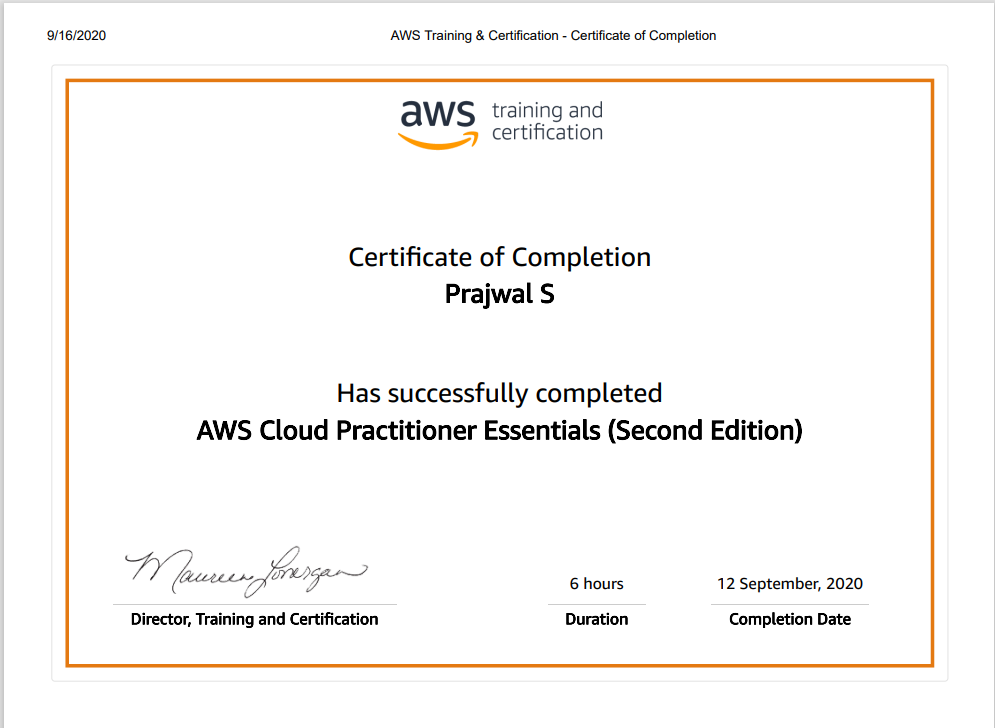 9/16/2020 AWS Training & Certification - Certificate of Completion
aws training and
certification
Certificate of Completion
Prajwal S
Has successfully completed
AWS Cloud Practitioner Essentials (Second Edition)
Maureen Lonergan
Director, Training and Certification
6 hours
Duration
12 September, 2020
Completion Date